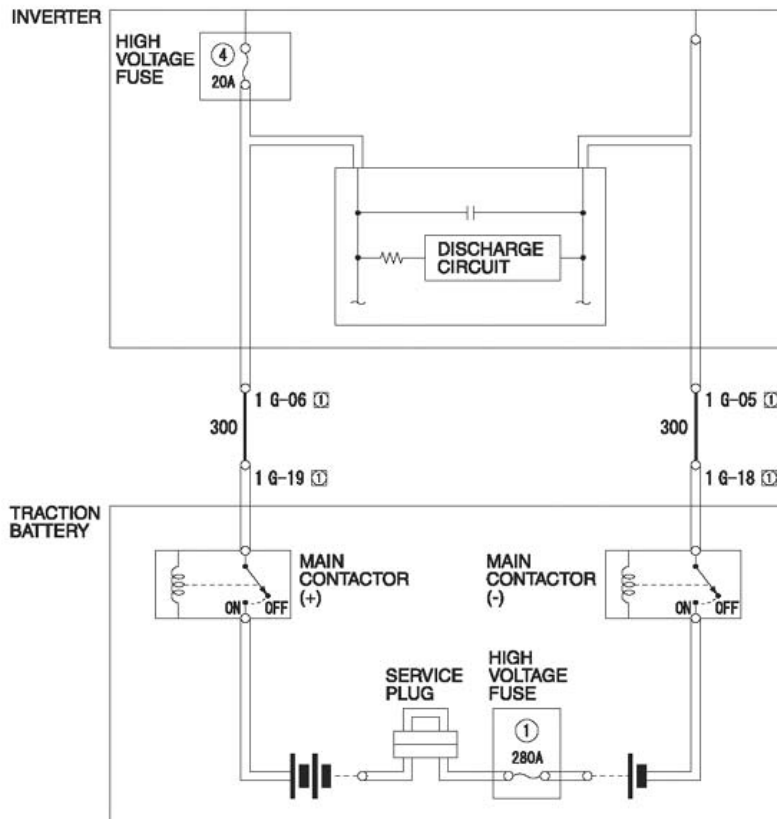 INVERTER
HIGH
VOLTAGE
FUSE
4
20A
DISCHARGE
CIRCUIT
1 G-06 1
1 G-05 1
300
300
1 G-19 1
1 G-18 1
TRACTION
BATTERY
MAIN
CONTACTOR
(+)
ON OFF
MAIN
CONTACTOR
(-)
ON OFF
SERVICE
PLUG
HIGH
VOLTAGE
FUSE
1
280A